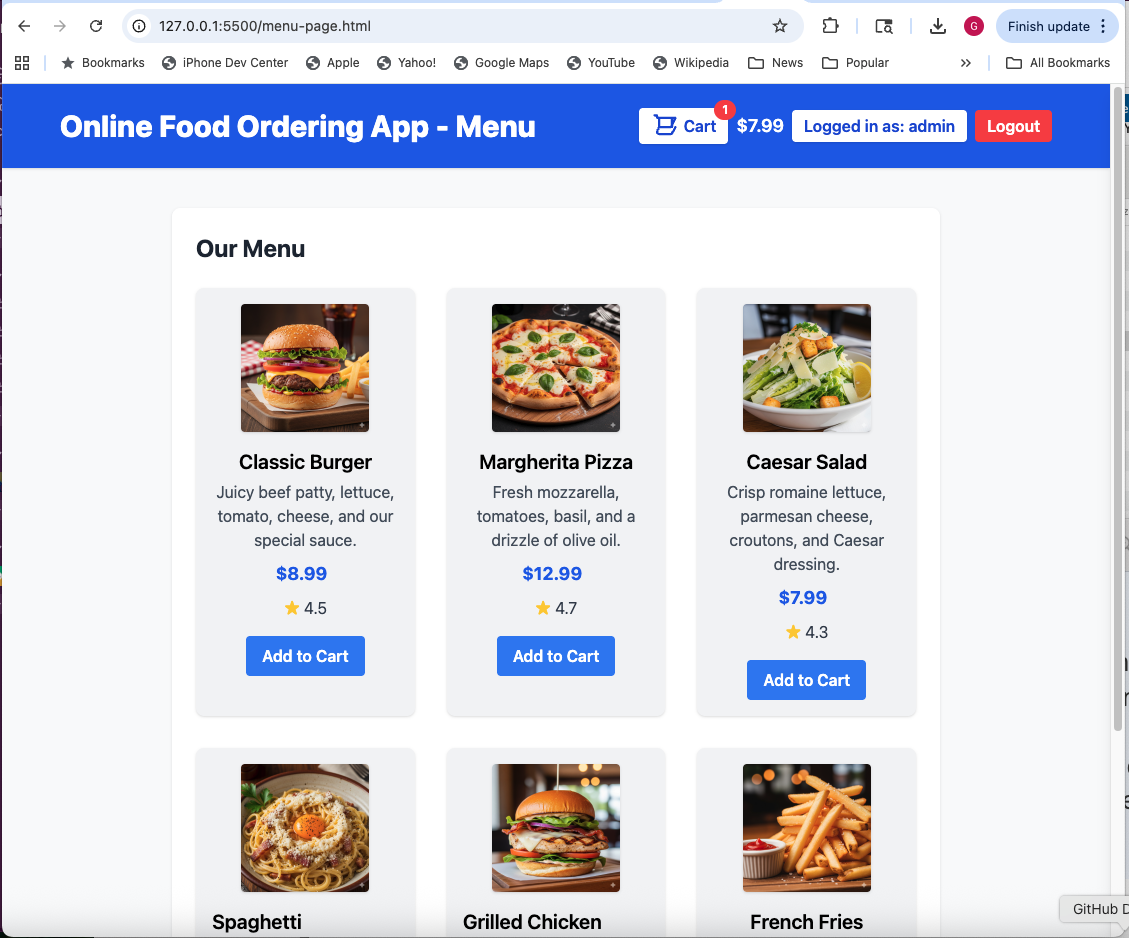 127.0.0.1:5500/menu-page.html
G
Finish update
Bookmarks
iPhone Dev Center
Apple
Yahoo!
Google Maps
YouTube
Wikipedia
News
Popular
»
All Bookmarks
Online Food Ordering App - Menu
Cart
1
$7.99
Logged in as: admin
Logout
Our Menu
Classic Burger
Juicy beef patty, lettuce,
tomato, cheese, and our
special sauce.
$8.99
4.5
Add to Cart
Margherita Pizza
Fresh mozzarella,
tomatoes, basil, and a
drizzle of olive oil.
$12.99
4.7
Add to Cart
Caesar Salad
Crisp romaine lettuce,
parmesan cheese,
croutons, and Caesar
dressing.
$7.99
4.3
Add to Cart
Spaghetti
Grilled Chicken
French Fries
GitHub D